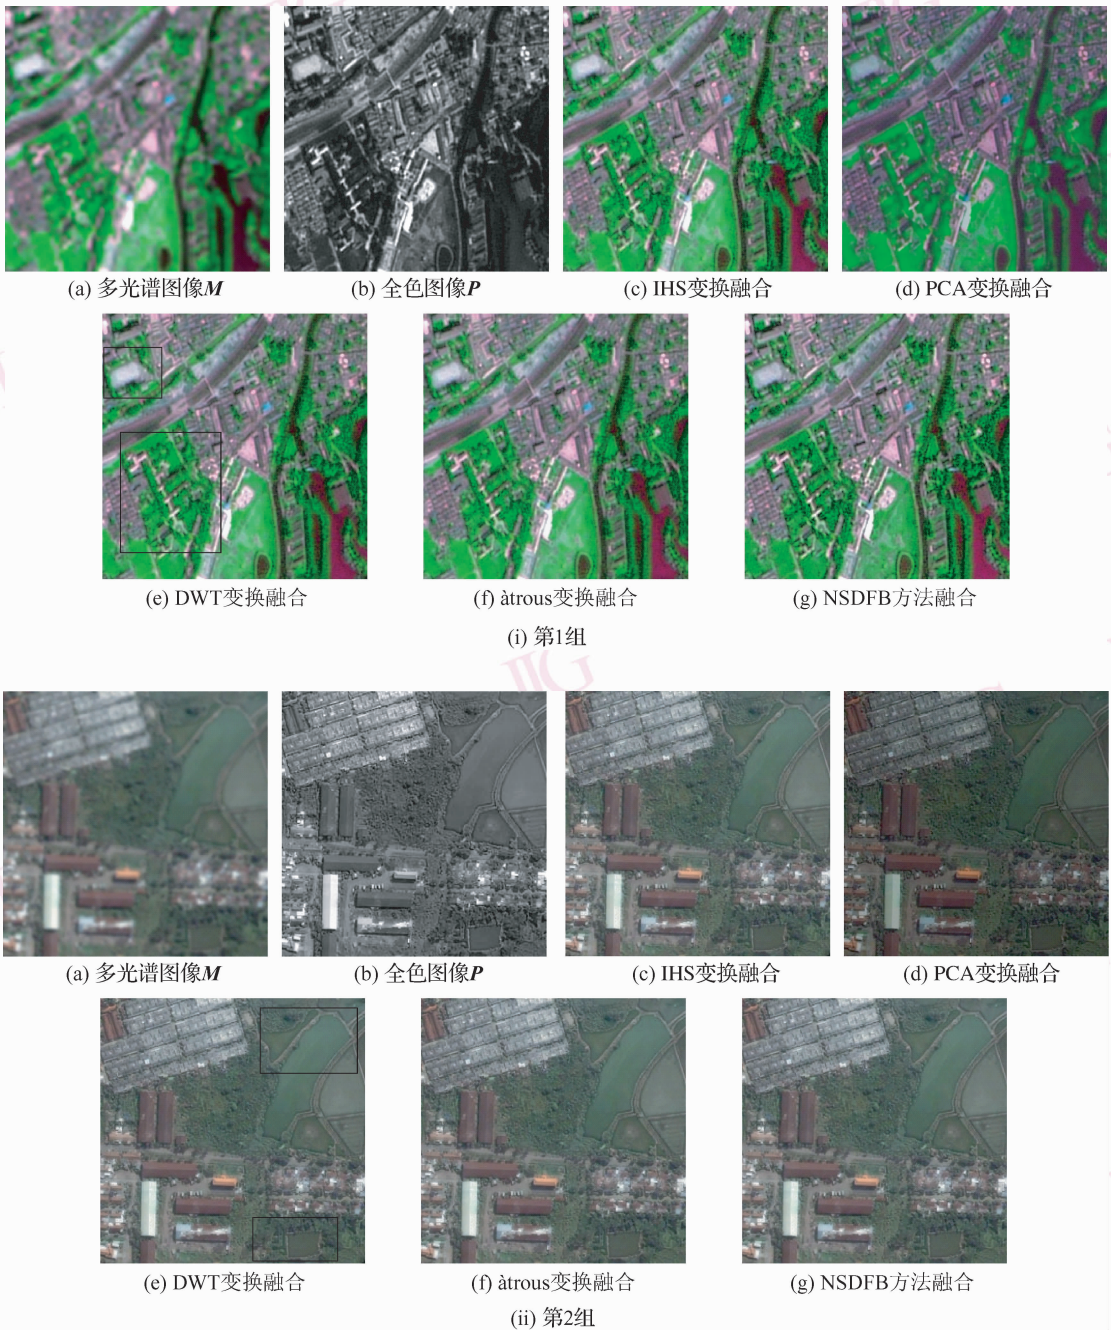 (a) 多光谱图像M
(b) 全色图像P
(c) IHS变换融合
(d) PCA变换融合
(e) DWT变换融合
(f) àtrous变换融合
(g) NSDFB方法融合
(i) 第1组
(a) 多光谱图像M
(b) 全色图像P
(c) IHS变换融合
(d) PCA变换融合
(e) DWT变换融合
(f) àtrous变换融合
(g) NSDFB方法融合
(ii) 第2组